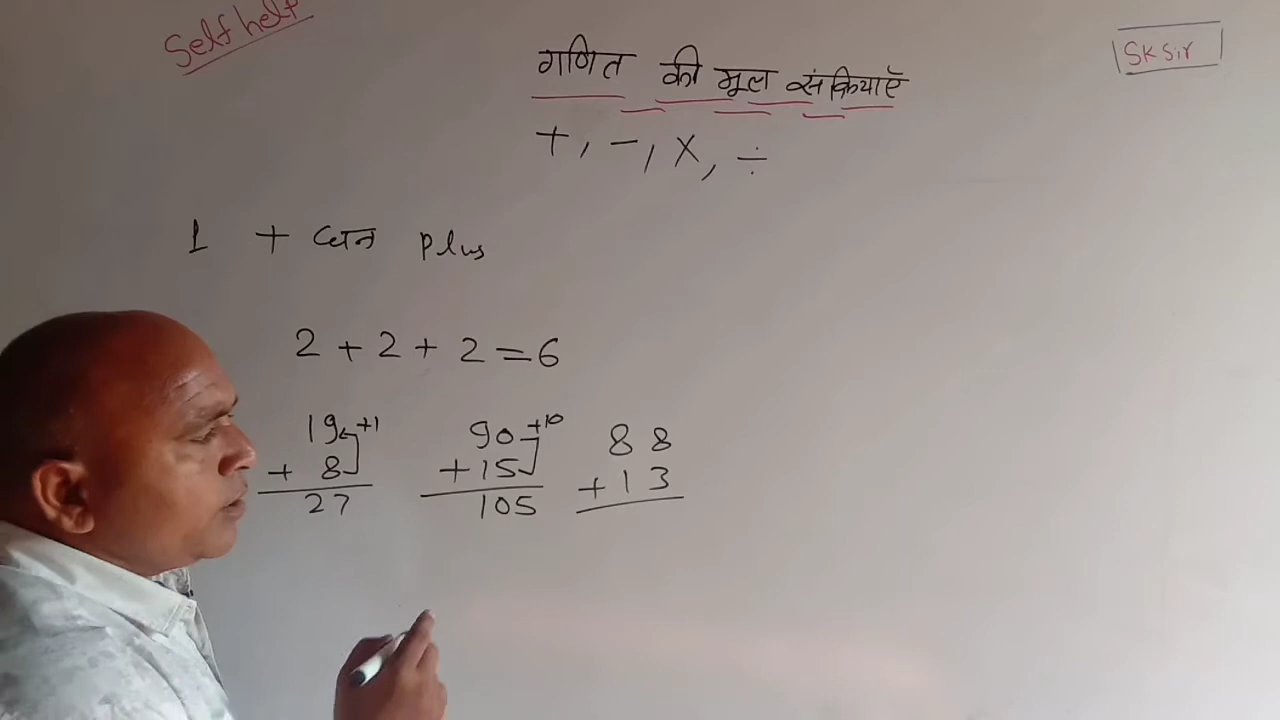 Self help
SK Sir
गणित की मूल संक्रियाएँ
+, -, ×, ÷
1 + धन Plus
2 + 2 + 2 = 6
19 +1
+ 8
27
90 +10
+ 15
105
88
+ 13